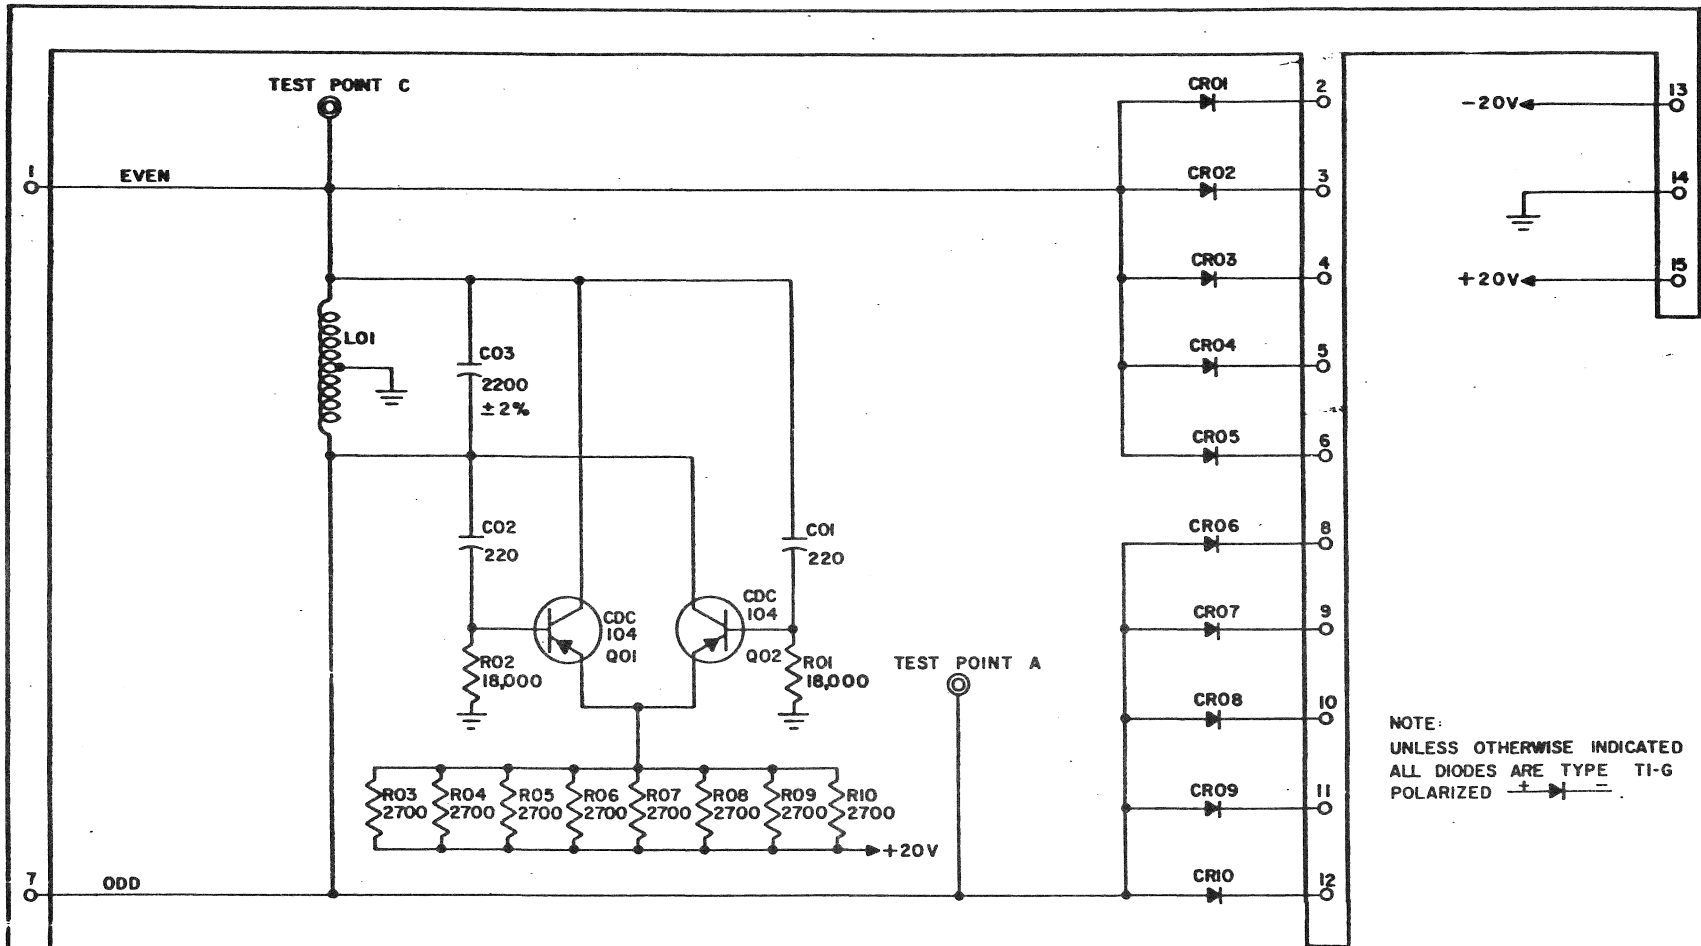 TEST POINT C
CR01
2
-20V
13
1
EVEN
CR02
3
14
CR03
4
+20V
15
L01
C03
2200
±2%
CR04
5
CR05
6
C02
220
C01
220
CR06
8
CDC
104
Q01
CDC
104
Q02
CR07
9
R02
18,000
R01
18,000
TEST POINT A
CR08
10
NOTE:
UNLESS OTHERWISE INDICATED
ALL DIODES ARE TYPE TI-G
POLARIZED + -
R03
2700
R04
2700
R05
2700
R06
2700
R07
2700
R08
2700
R09
2700
R10
2700
+20V
CR09
11
7
ODD
CR10
12